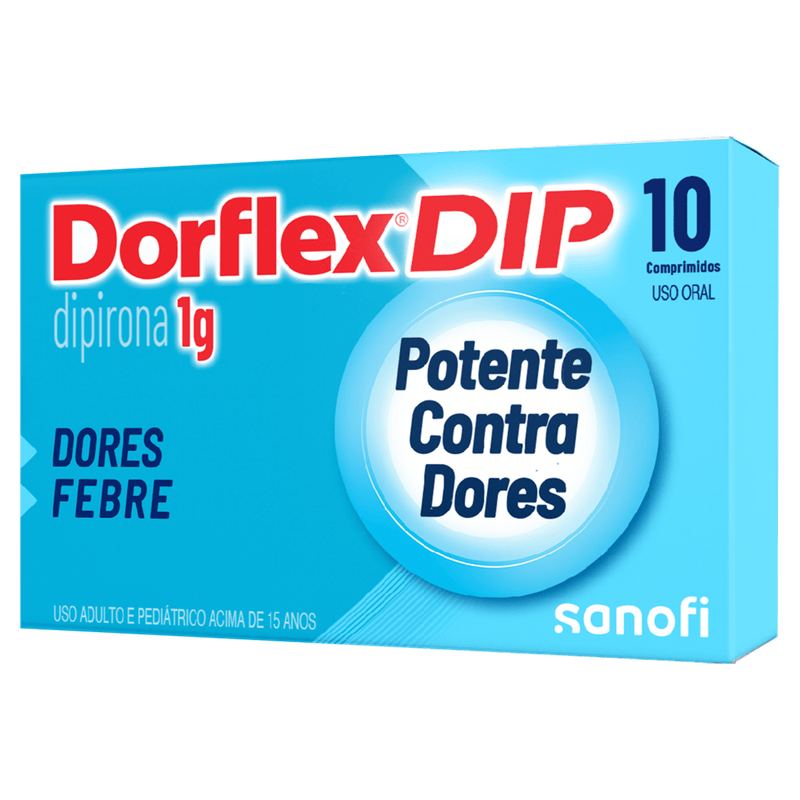 Dorflex® DIP
dipirona 1g
10
Comprimidos
USO ORAL
Potente
Contra
Dores
DORES
FEBRE
USO ADULTO E PEDIÁTRICO ACIMA DE 15 ANOS
sanofi